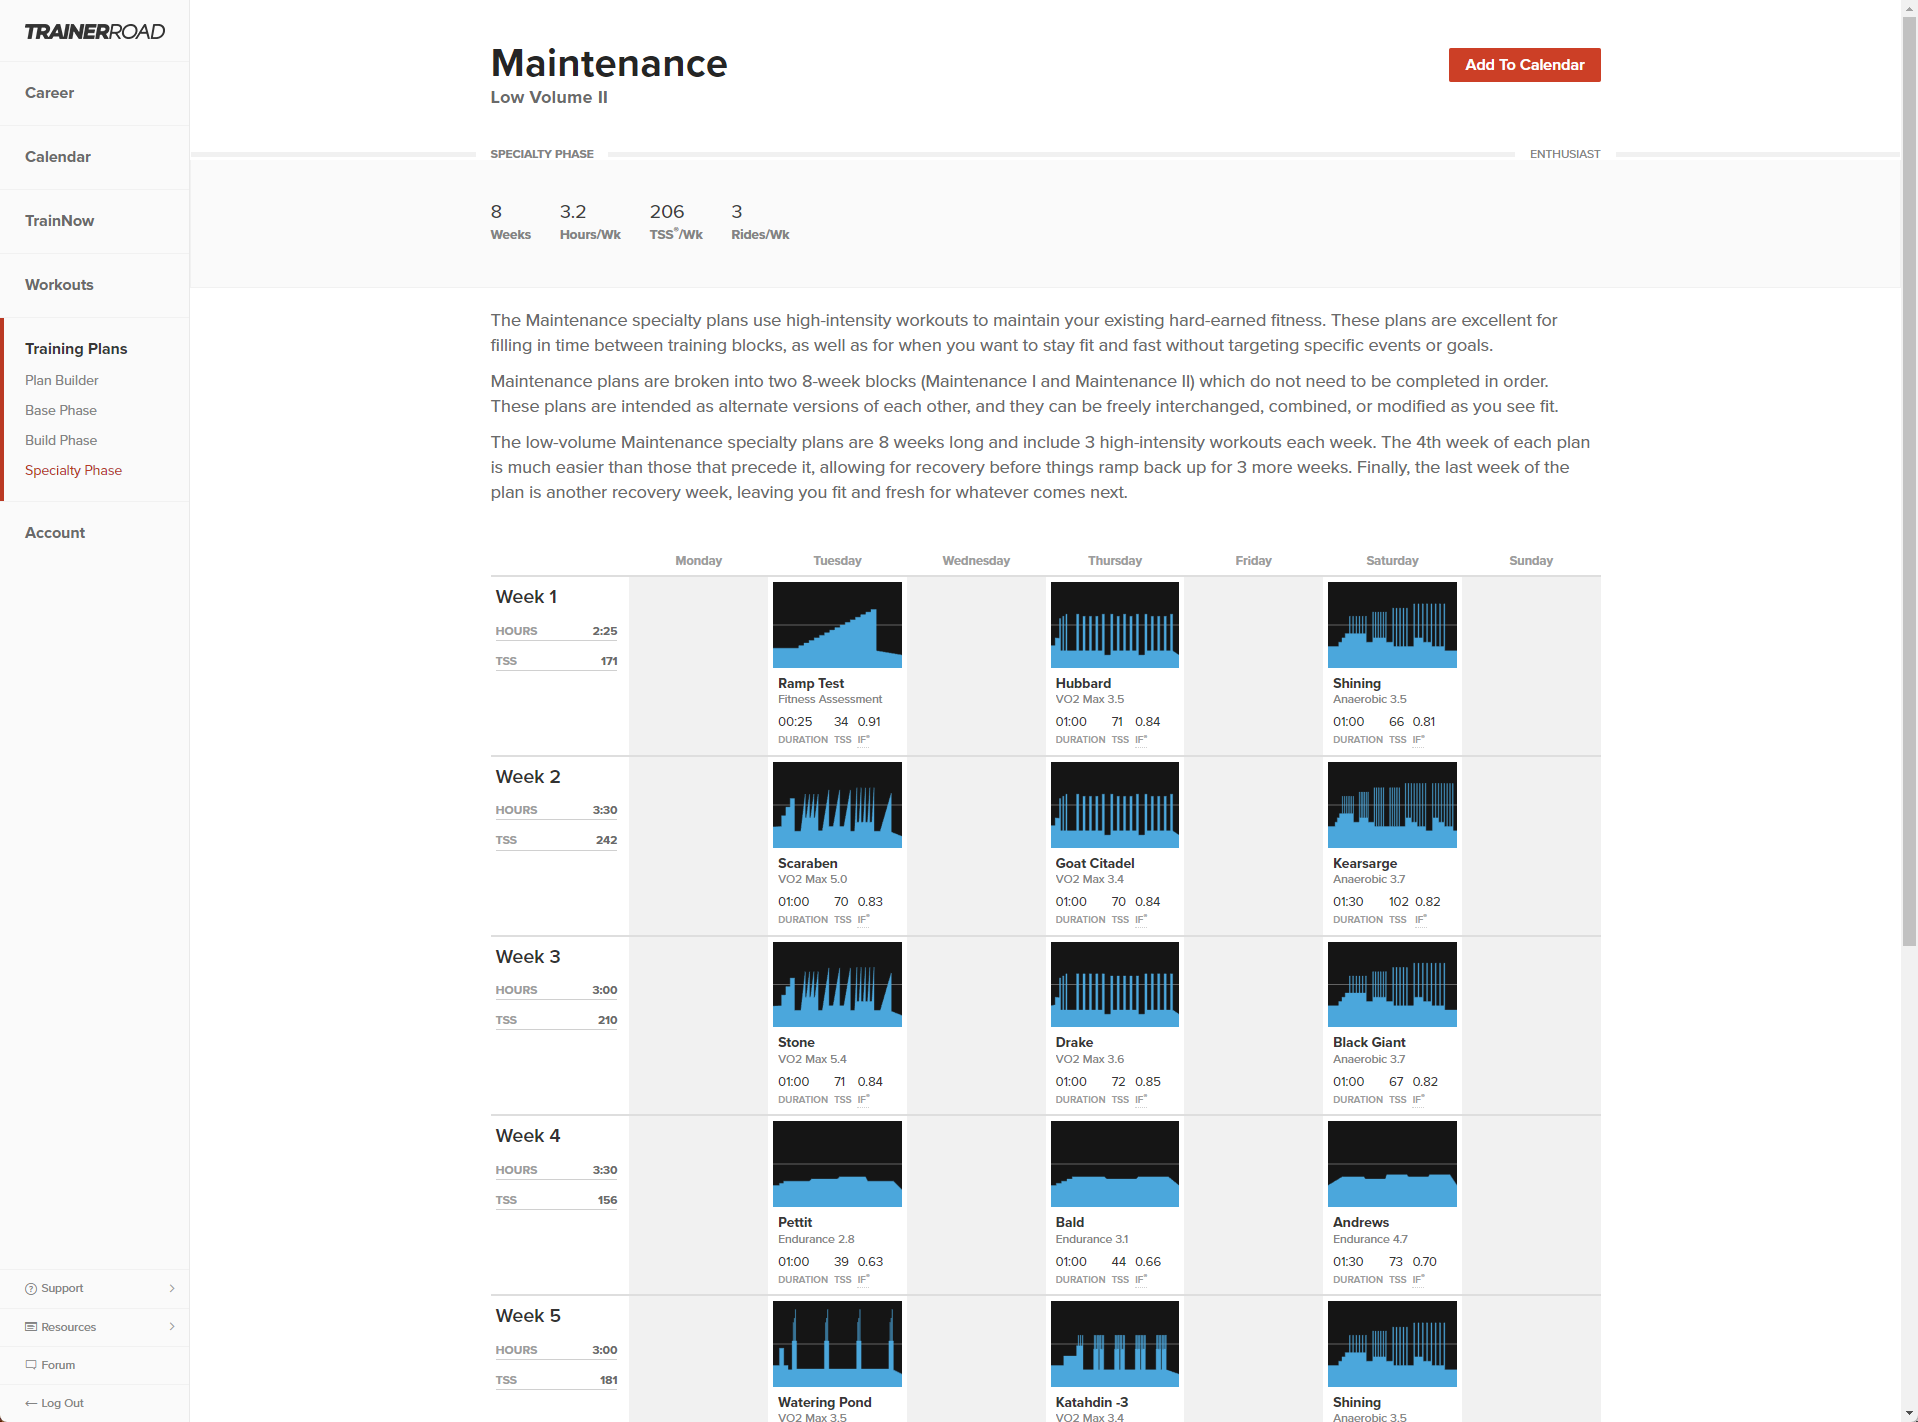 TRAINERROAD
Career
Calendar
TrainNow
Workouts
Training Plans
Plan Builder
Base Phase
Build Phase
Specialty Phase
Account
Support
Resources
Forum
Log Out
Maintenance
Low Volume II
Add To Calendar
SPECIALTY PHASE
ENTHUSIAST
8 3.2 206 3
Weeks Hours/Wk TSS®/Wk Rides/Wk
The Maintenance specialty plans use high-intensity workouts to maintain your existing hard-earned fitness. These plans are excellent for
filling in time between training blocks, as well as for when you want to stay fit and fast without targeting specific events or goals.
Maintenance plans are broken into two 8-week blocks (Maintenance I and Maintenance II) which do not need to be completed in order.
These plans are intended as alternate versions of each other, and they can be freely interchanged, combined, or modified as you see fit.
The low-volume Maintenance specialty plans are 8 weeks long and include 3 high-intensity workouts each week. The 4th week of each plan
is much easier than those that precede it, allowing for recovery before things ramp back up for 3 more weeks. Finally, the last week of the
plan is another recovery week, leaving you fit and fresh for whatever comes next.
Monday Tuesday Wednesday Thursday Friday Saturday Sunday
Week 1
HOURS 2:25
TSS 171
Ramp Test
Fitness Assessment
00:25 34 0.91
DURATION TSS IF®
Hubbard
VO2 Max 3.5
01:00 71 0.84
DURATION TSS IF®
Shining
Anaerobic 3.5
01:00 66 0.81
DURATION TSS IF®
Week 2
HOURS 3:30
TSS 242
Scaraben
VO2 Max 5.0
01:00 70 0.83
DURATION TSS IF®
Goat Citadel
VO2 Max 3.4
01:00 70 0.84
DURATION TSS IF®
Kearsarge
Anaerobic 3.7
01:30 102 0.82
DURATION TSS IF®
Week 3
HOURS 3:00
TSS 210
Stone
VO2 Max 5.4
01:00 71 0.84
DURATION TSS IF®
Drake
VO2 Max 3.6
01:00 72 0.85
DURATION TSS IF®
Black Giant
Anaerobic 3.7
01:00 67 0.82
DURATION TSS IF®
Week 4
HOURS 3:30
TSS 156
Pettit
Endurance 2.8
01:00 39 0.63
DURATION TSS IF®
Bald
Endurance 3.1
01:00 44 0.66
DURATION TSS IF®
Andrews
Endurance 4.7
01:30 73 0.70
DURATION TSS IF®
Week 5
HOURS 3:00
TSS 181
Watering Pond
VO2 Max 3.5
Katahdin -3
VO2 Max 3.4
Shining
Anaerobic 3.5